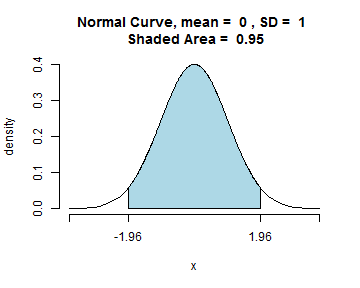 Normal Curve, mean =  0 , SD =  1
Shaded Area =  0.95
density
0.4
0.3
0.2
0.1
0.0
-1.96
1.96
x